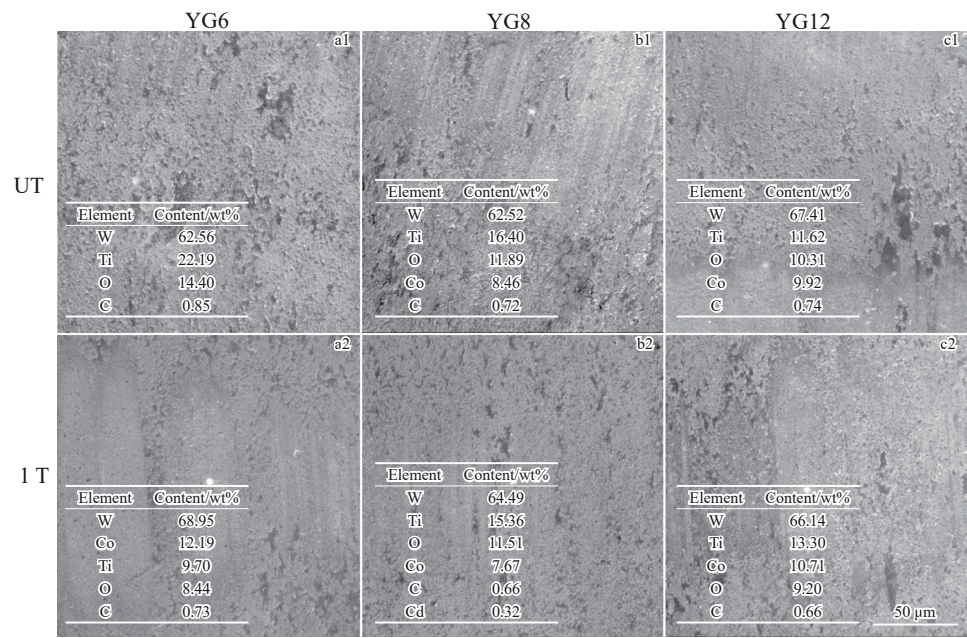 YG6 YG8 YG12
UT
a1
Element Content/wt%
W 62.56
Ti 22.19
O 14.40
C 0.85
b1
Element Content/wt%
W 62.52
Ti 16.40
O 11.89
Co 8.46
C 0.72
c1
Element Content/wt%
W 67.41
Ti 11.62
O 10.31
Co 9.92
C 0.74
1 T
a2
Element Content/wt%
W 68.95
Co 12.19
Ti 9.70
O 8.44
C 0.73
b2
Element Content/wt%
W 64.49
Ti 15.36
O 11.51
Co 7.67
C 0.66
Cd 0.32
c2
Element Content/wt%
W 66.14
Ti 13.30
Co 10.71
O 9.20
C 0.66
50 μm